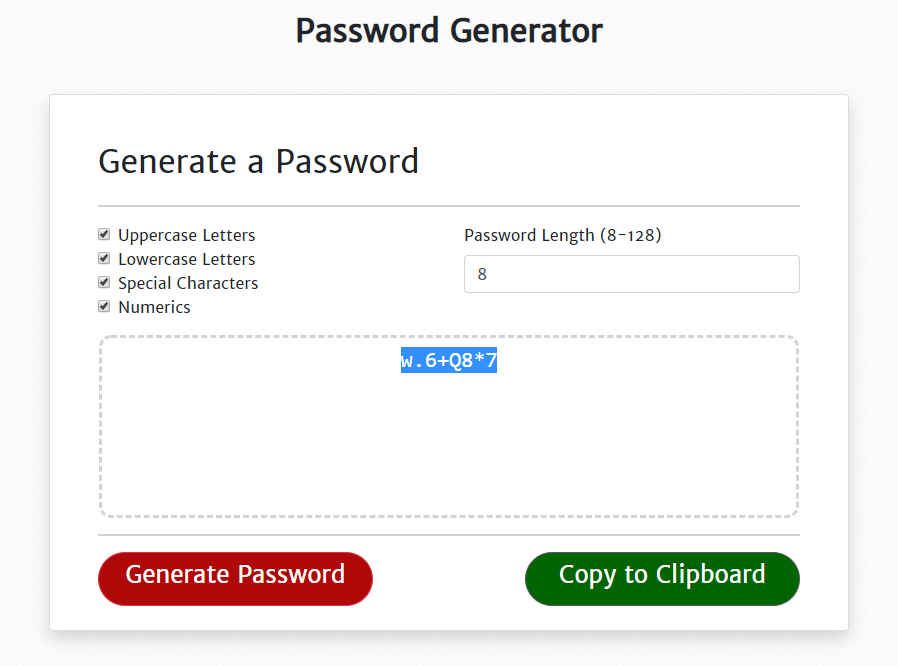 Password Generator
Generate a Password
Uppercase Letters
Lowercase Letters
Special Characters
Numerics
Password Length (8-128)
8
w.6+Q8*7
Generate Password
Copy to Clipboard